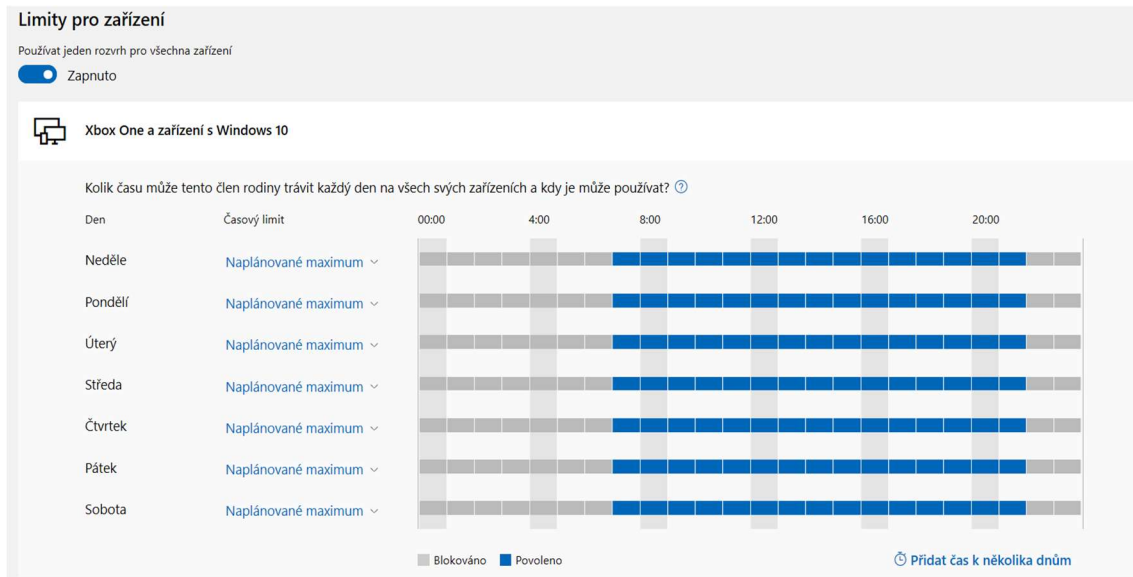 Limity pro zařízení
Používat jeden rozvrh pro všechna zařízení
Zapnuto
Xbox One a zařízení s Windows 10
Kolik času může tento člen rodiny trávit každý den na všech svých zařízeních a kdy je může používat?
Den Časový limit 00:00 4:00 8:00 12:00 16:00 20:00
Neděle Naplánované maximum
Pondělí Naplánované maximum
Úterý Naplánované maximum
Středa Naplánované maximum
Čtvrtek Naplánované maximum
Pátek Naplánované maximum
Sobota Naplánované maximum
Blokováno Povoleno Přidat čas k několika dnům